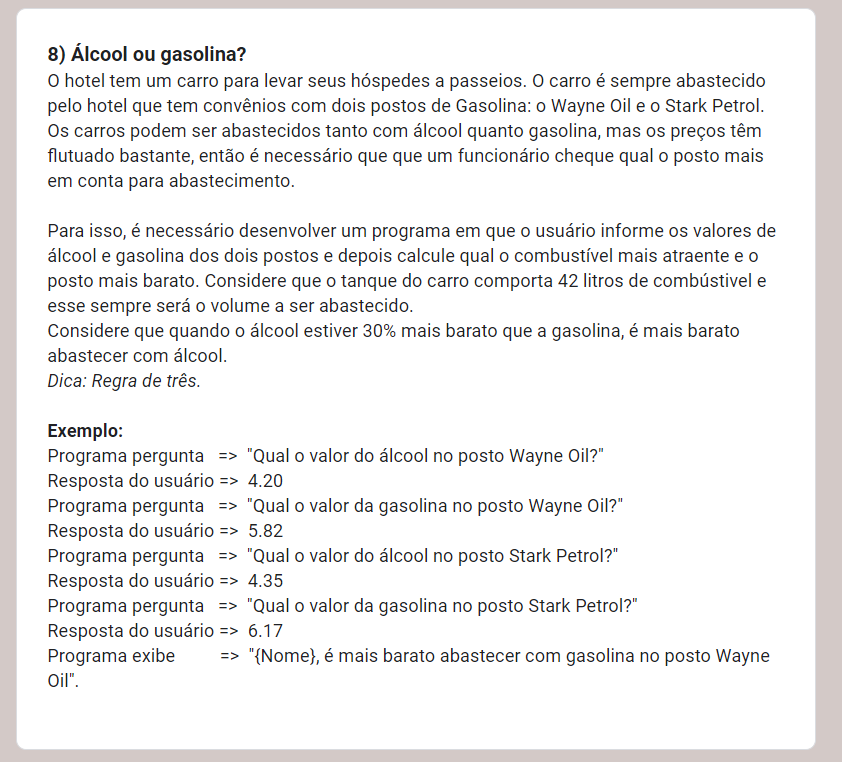 8) Álcool ou gasolina?
O hotel tem um carro para levar seus hóspedes a passeios. O carro é sempre abastecido
pelo hotel que tem convênios com dois postos de Gasolina: o Wayne Oil e o Stark Petrol.
Os carros podem ser abastecidos tanto com álcool quanto gasolina, mas os preços têm
flutuado bastante, então é necessário que que um funcionário cheque qual o posto mais
em conta para abastecimento.
Para isso, é necessário desenvolver um programa em que o usuário informe os valores de
álcool e gasolina dos dois postos e depois calcule qual o combustível mais atraente e o
posto mais barato. Considere que o tanque do carro comporta 42 litros de combústivel e
esse sempre será o volume a ser abastecido.
Considere que quando o álcool estiver 30% mais barato que a gasolina, é mais barato
abastecer com álcool.
Dica: Regra de três.
Exemplo:
Programa pergunta => "Qual o valor do álcool no posto Wayne Oil?"
Resposta do usuário => 4.20
Programa pergunta => "Qual o valor da gasolina no posto Wayne Oil?"
Resposta do usuário => 5.82
Programa pergunta => "Qual o valor do álcool no posto Stark Petrol?"
Resposta do usuário => 4.35
Programa pergunta => "Qual o valor da gasolina no posto Stark Petrol?"
Resposta do usuário => 6.17
Programa exibe => "{Nome}, é mais barato abastecer com gasolina no posto Wayne
Oil".